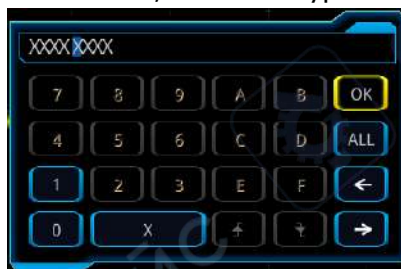 XXXX XXXX
7 8 9 A B OK
4 5 6 C D ALL
1 2 3 E F ←
0 X →